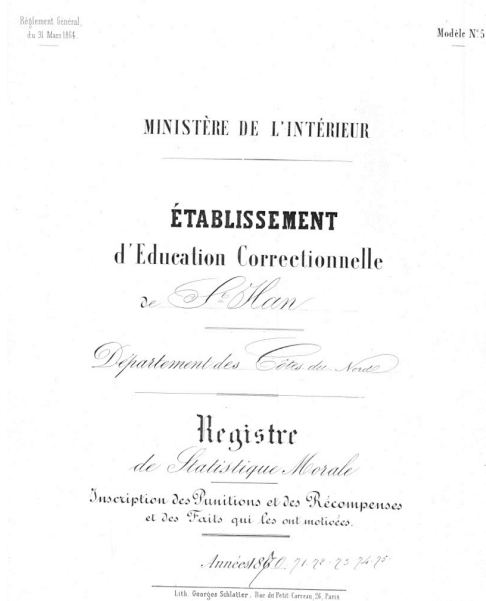 Règlement Général,
du 31 Mars 1864.
Modèle N° 5
MINISTÈRE DE L'INTÉRIEUR
ÉTABLISSEMENT
d'Education Correctionnelle
de St Han
Département des Côtes du Nord
Registre
de Statistique Morale
Inscription des Punitions et des Récompenses
et des Faits qui les ont motivées.
Années 1870. 71-72-73-74-75
Lith. Georges Schlatter, Rue du Petit-Carreau, 26, Paris